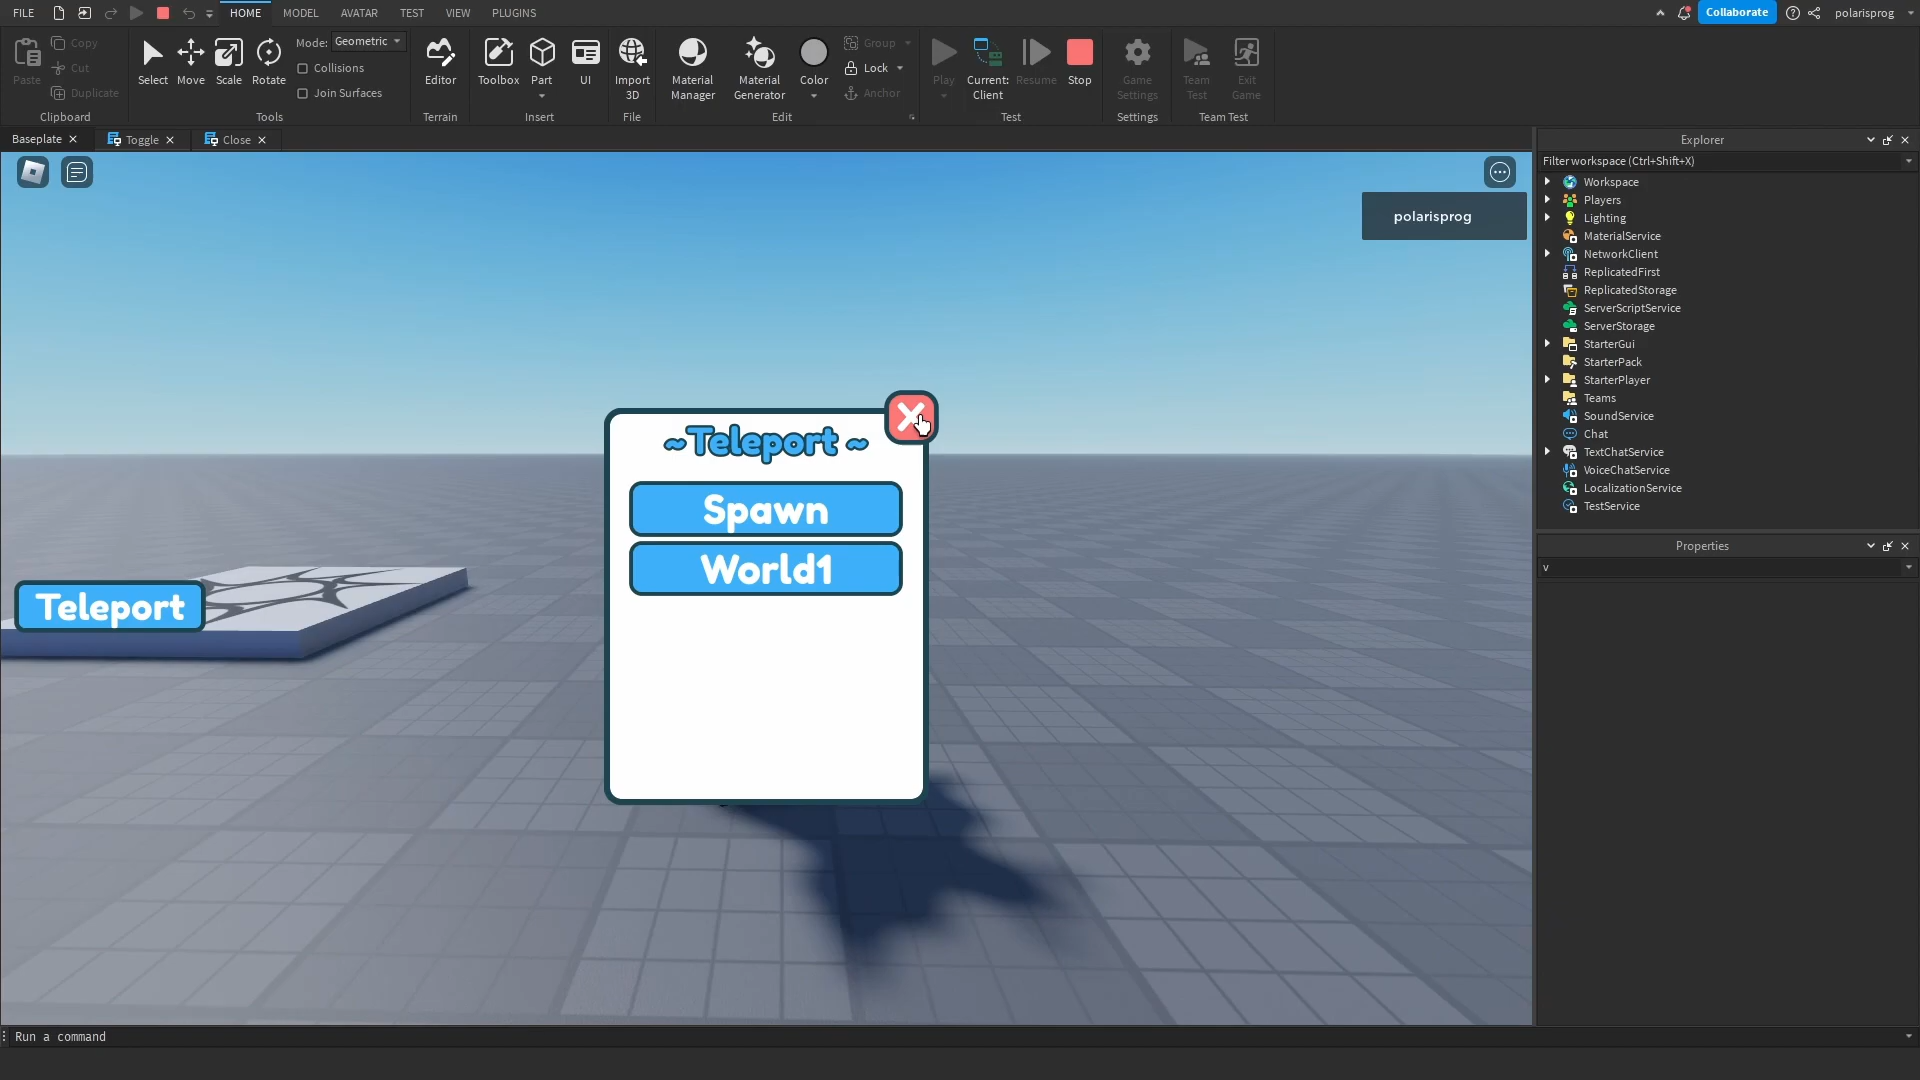 FILE HOME MODEL AVATAR TEST VIEW PLUGINS Collaborate polarisprog
Paste Copy Cut Duplicate Clipboard
Select Move Scale Rotate Mode: Geometric Collisions Join Surfaces Tools
Editor Terrain
Toolbox Part UI Insert
Import 3D File
Material Manager Material Generator Color Group Lock Anchor Edit
Play Current: Client Resume Stop Test
Game Settings Settings
Team Test Exit Game Team Test
Baseplate Toggle Close
polarisprog
~Teleport ~
Spawn
World1
Teleport
Explorer
Filter workspace (Ctrl+Shift+X)
Workspace
Players
Lighting
MaterialService
NetworkClient
ReplicatedFirst
ReplicatedStorage
ServerScriptService
ServerStorage
StarterGui
StarterPack
StarterPlayer
Teams
SoundService
Chat
TextChatService
VoiceChatService
LocalizationService
TestService
Properties
v
Run a command